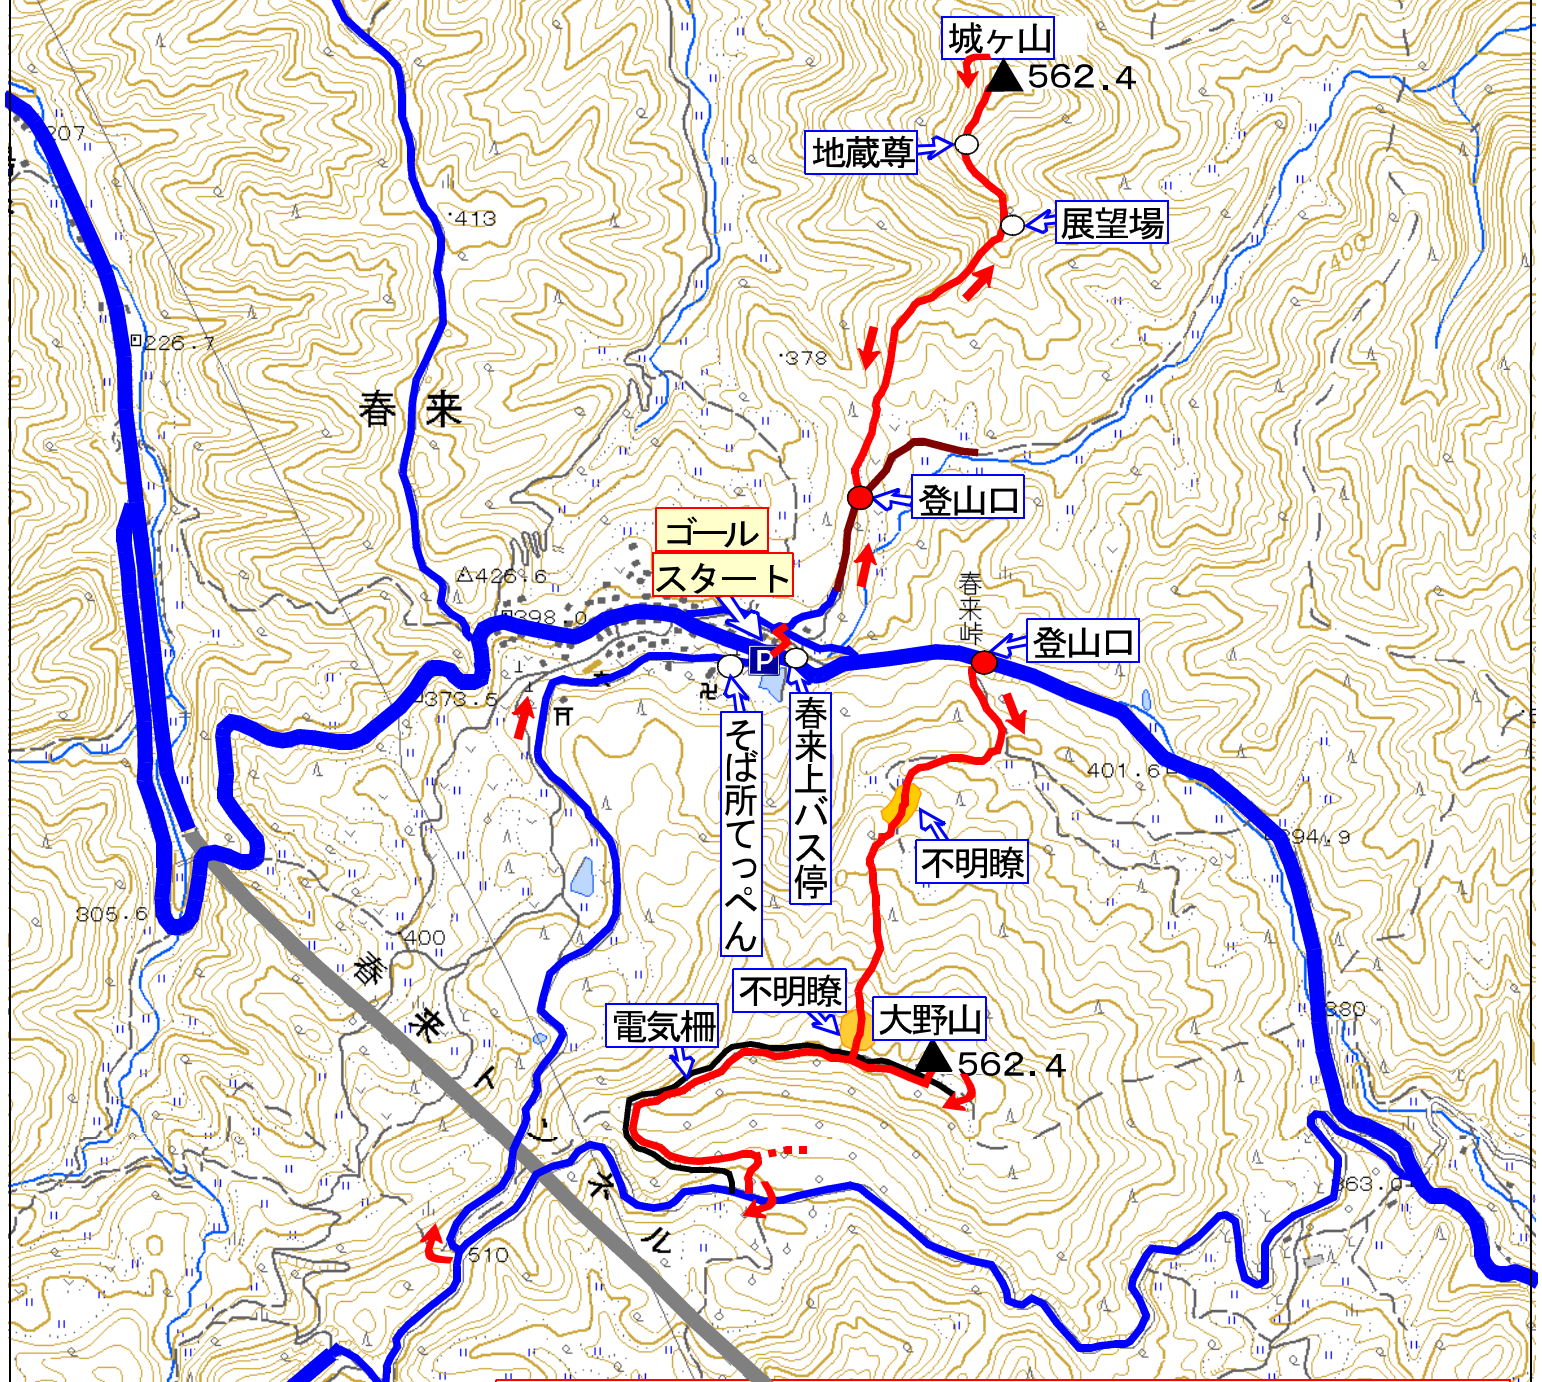 城ヶ山
562.4
207
地蔵尊
413
展望場
400
226.7
378
春来
登山口
ゴール
スタート
426.6
398.0
春来峠
登山口
373.5
そば所てっぺん
春来上バス停
401.6
394.9
不明瞭
305.6
400
春来トンネル
不明瞭
大野山
電気柵
380
562.4
363.0
510
P